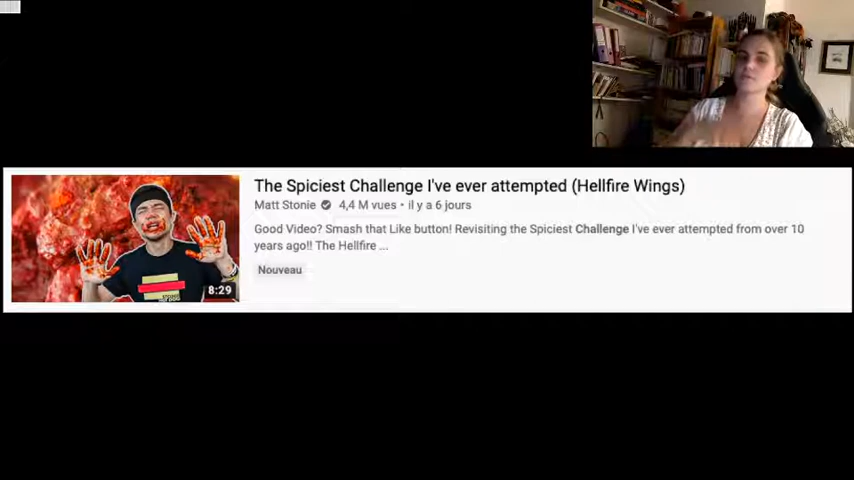 The Spiciest Challenge I've ever attempted (Hellfire Wings)
Matt Stonie 4,4 M vues • il y a 6 jours
Good Video? Smash that Like button! Revisiting the Spiciest Challenge I've ever attempted from over 10
years ago!! The Hellfire ...
Nouveau
8:29